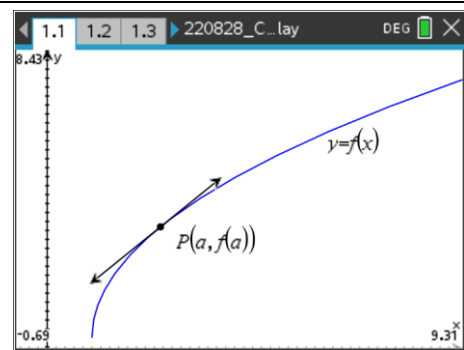 1.1 1.2 1.3 220828_C...lay DEG
8.43 y
y=f(x)
P(a, f(a))
x
-0.69 9.31